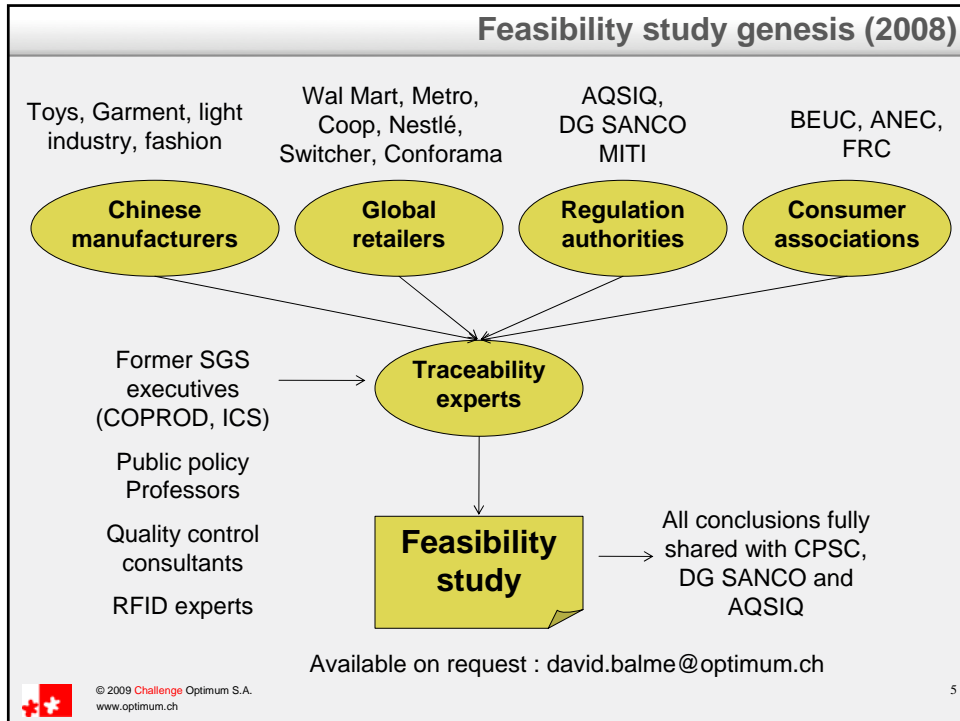 Feasibility study genesis (2008)
Toys, Garment, light
industry, fashion
Wal Mart, Metro,
Coop, Nestlé,
Switcher, Conforama
AQSIQ,
DG SANCO
MITI
BEUC, ANEC,
FRC
Chinese
manufacturers
Global
retailers
Regulation
authorities
Consumer
associations
Former SGS
executives
(COPROD, ICS)
Public policy
Professors
Quality control
consultants
RFID experts
Traceability
experts
Feasibility
study
All conclusions fully
shared with CPSC,
DG SANCO and
AQSIQ
Available on request : david.balme@optimum.ch
© 2009 Challenge Optimum S.A.
www.optimum.ch
5